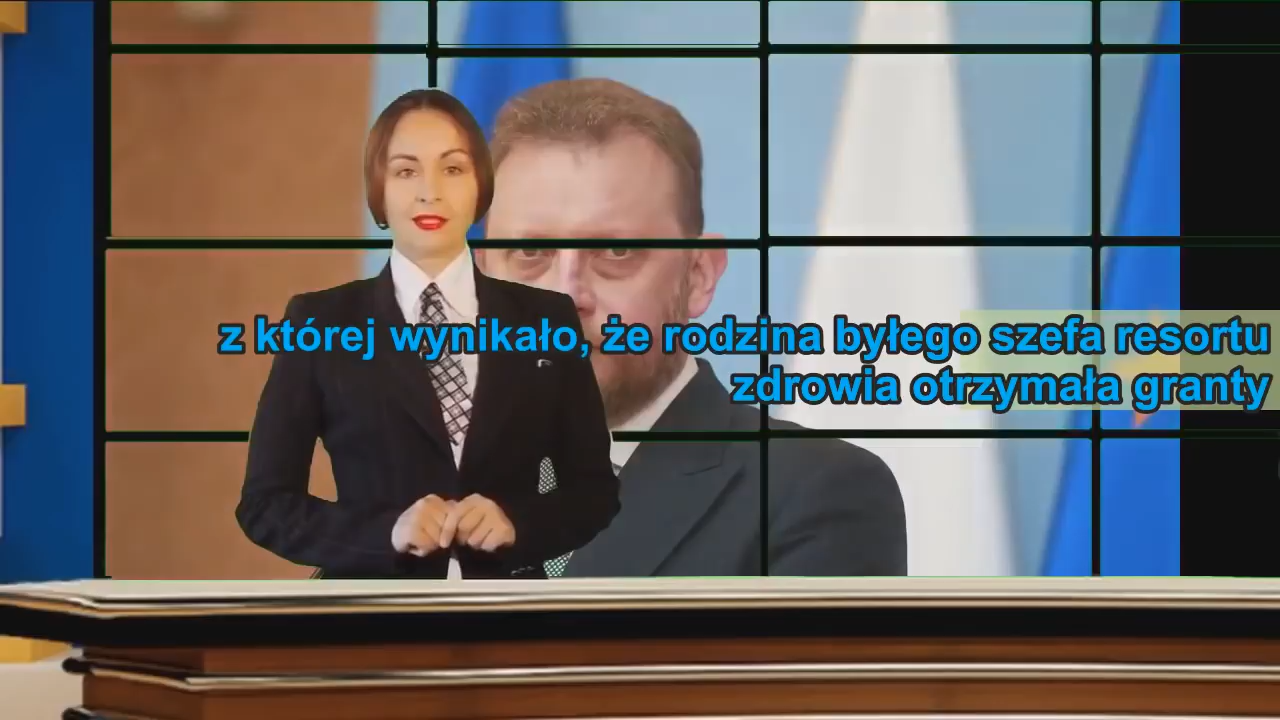 z której wynikało, że rodzina byłego szefa resortu
zdrowia otrzymała granty